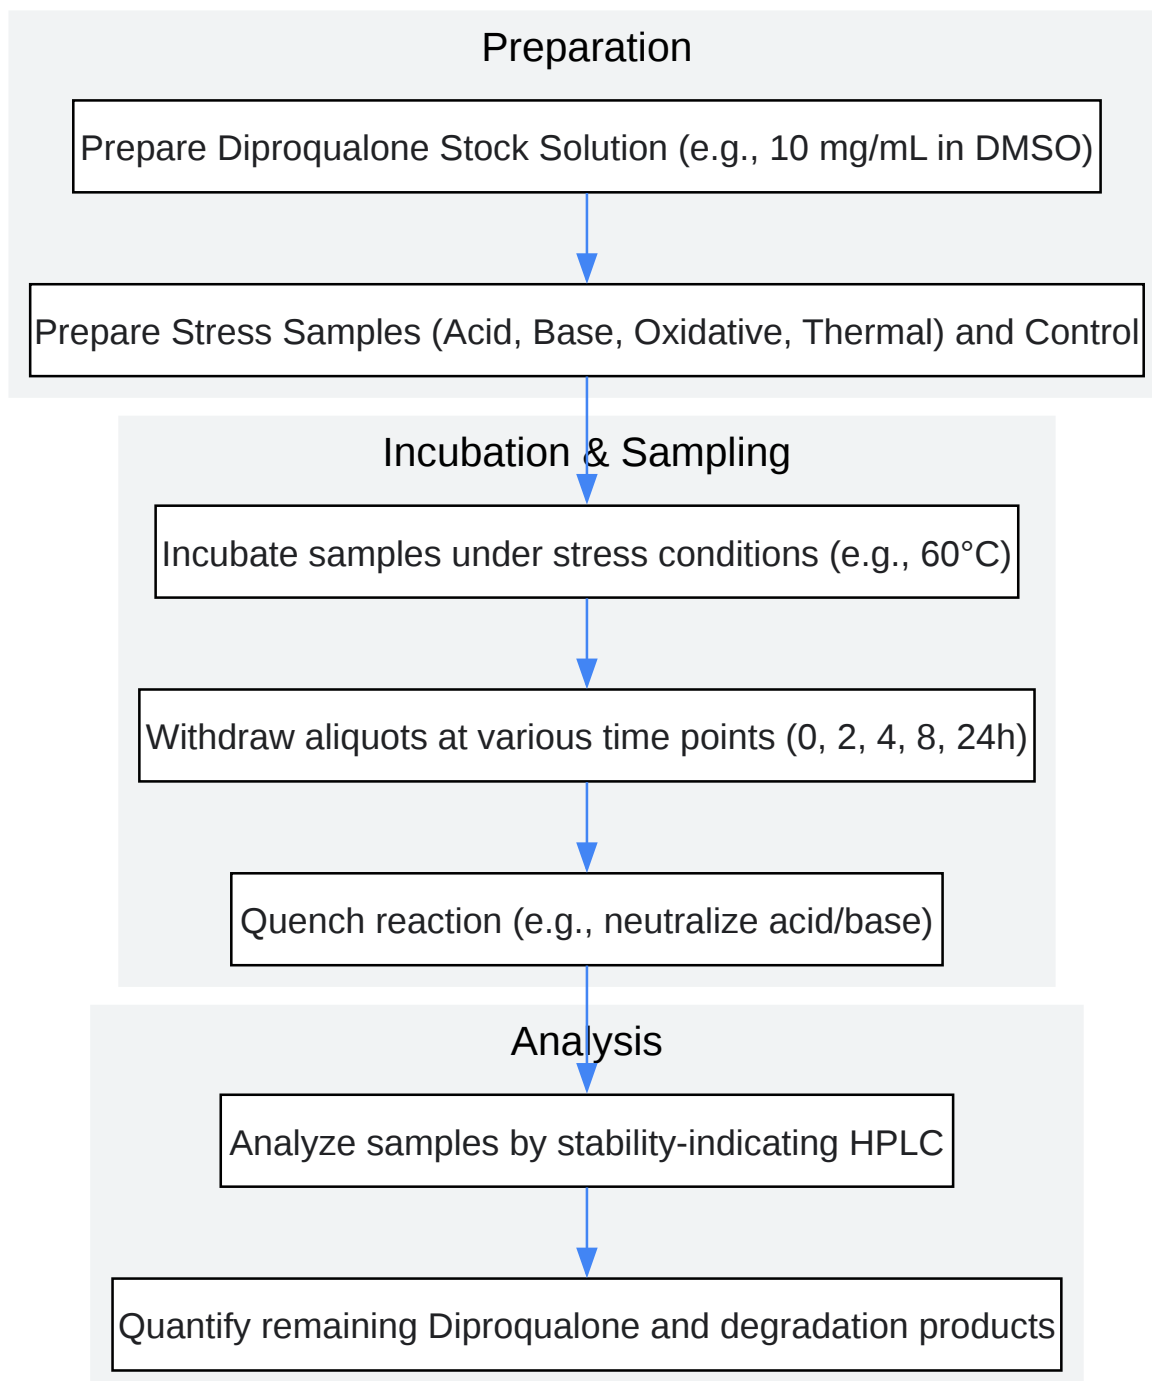 Preparation
Prepare Diproqualone Stock Solution (e.g., 10 mg/mL in DMSO)
Prepare Stress Samples (Acid, Base, Oxidative, Thermal) and Control
Incubation & Sampling
Incubate samples under stress conditions (e.g., 60°C)
Withdraw aliquots at various time points (0, 2, 4, 8, 24h)
Quench reaction (e.g., neutralize acid/base)
Analysis
Analyze samples by stability-indicating HPLC
Quantify remaining Diproqualone and degradation products